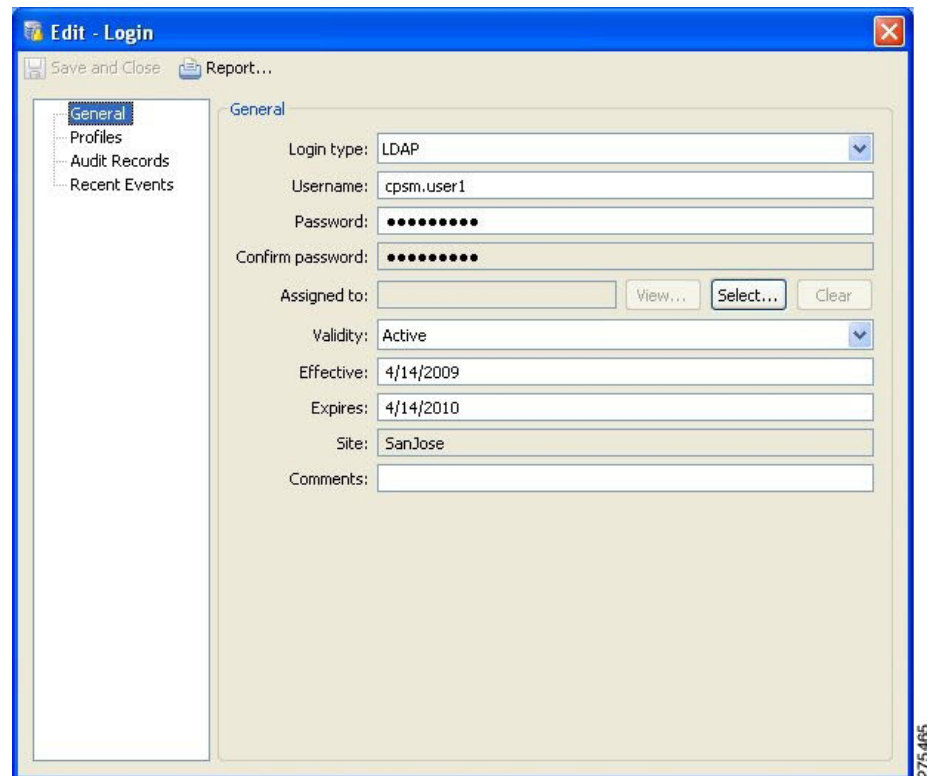 Edit - Login
Save and Close Report...
General
Profiles
Audit Records
Recent Events
General
Login type: LDAP
Username: cpsm.user1
Password: •••••••••
Confirm password: •••••••••
Assigned to: View... Select... Clear
Validity: Active
Effective: 4/14/2009
Expires: 4/14/2010
Site: SanJose
Comments:
275465